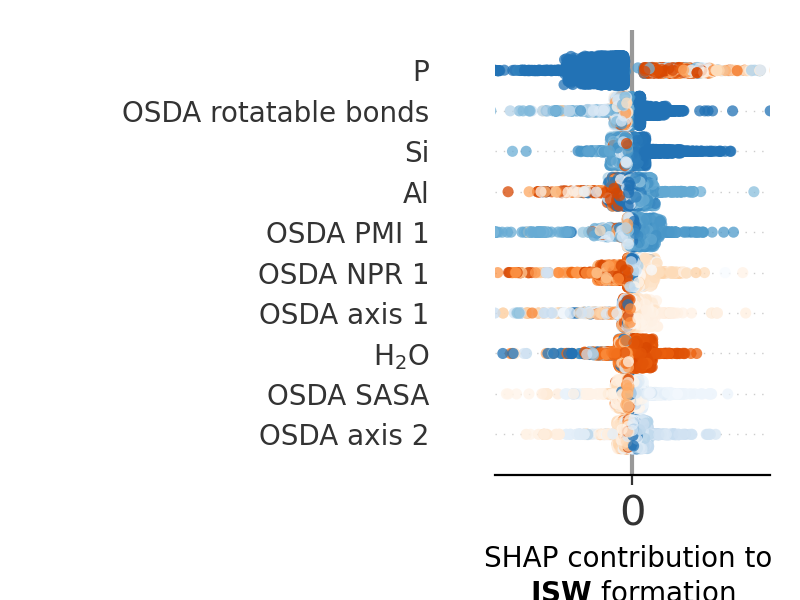 P
OSDA rotatable bonds
Si
Al
OSDA PMI 1
OSDA NPR 1
OSDA axis 1
H₂O
OSDA SASA
OSDA axis 2
0
SHAP contribution to
ISW formation